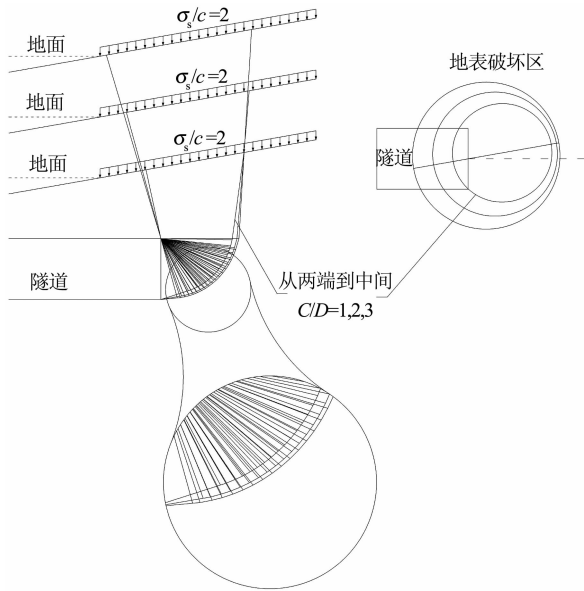 σs/c=2
地面
地表破坏区
σs/c=2
地面
σs/c=2
地面
隧道
隧道
从两端到中间
C/D=1,2,3